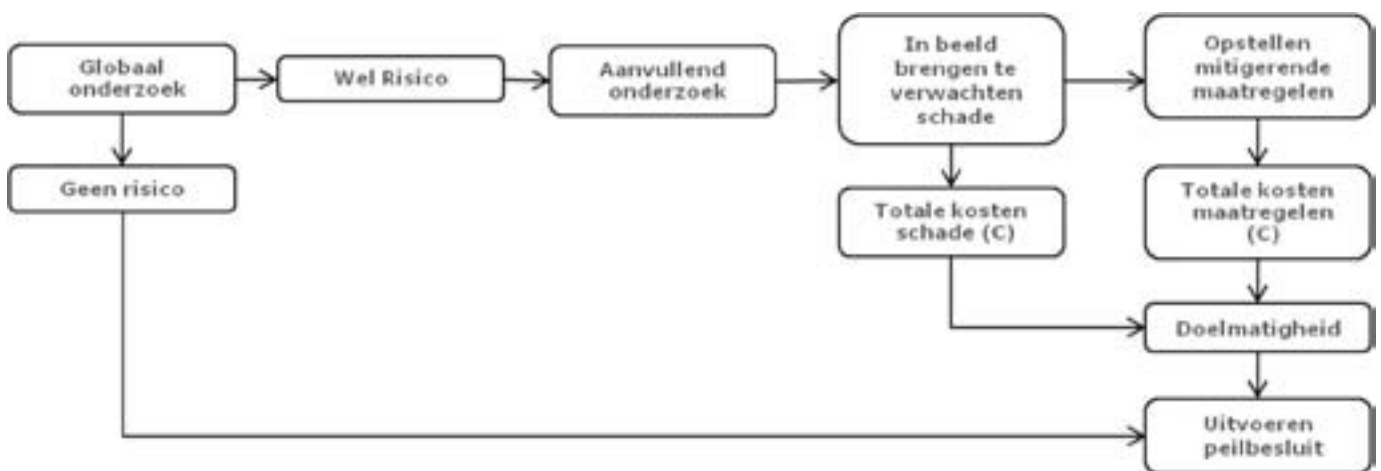 Globaal
onderzoek
Wel Risico
Aanvullend
onderzoek
In beeld
brengen te
verwachten
schade
Opstellen
mitigerende
maatregelen
Geen risico
Totale kosten
schade (C)
Totale kosten
maatregelen
(C)
Doelmatigheid
Uitvoeren
peilbesluit